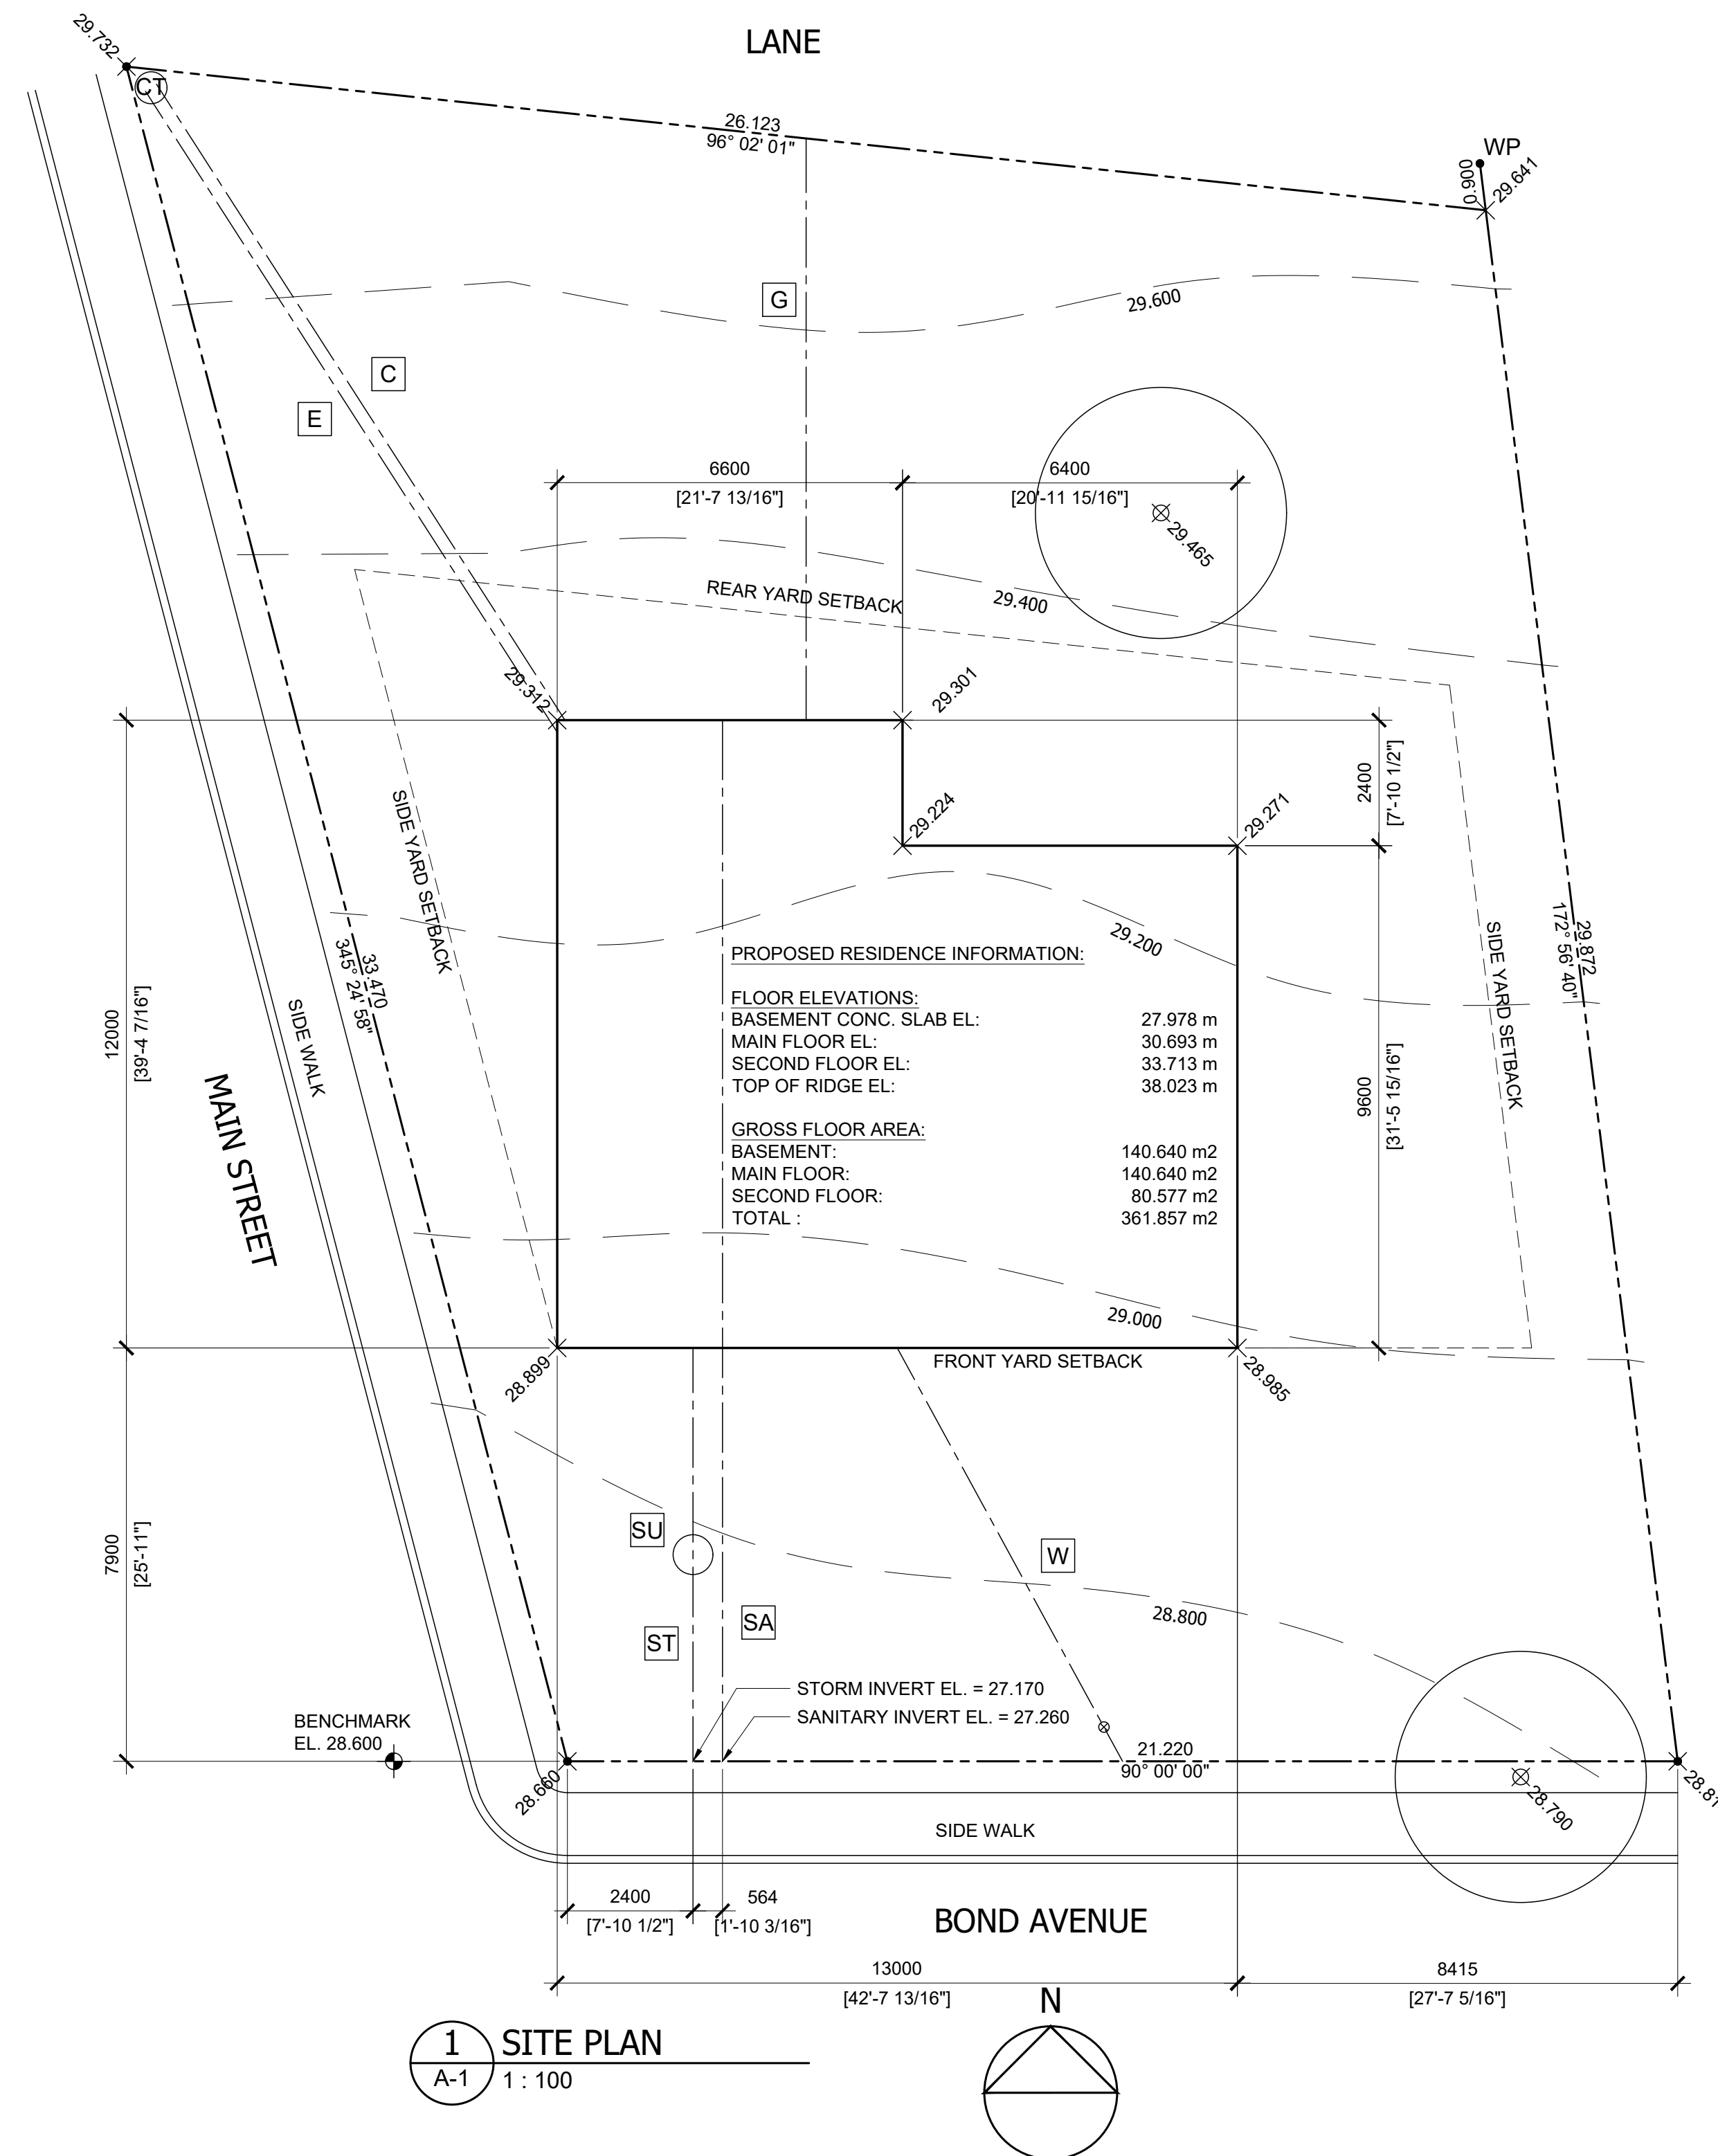 LANE
29.732
CT
26.123
96° 02' 01"
WP
0.900
29.641
G
29.600
C
E
6600
[21'-7 13/16"]
6400
[20'-11 15/16"]
29.465
REAR YARD SETBACK
29.400
29.312
29.301
2400
[7'-10 1/2"]
29.224
29.271
SIDE YARD SETBACK
33.470
345° 24' 58"
29.200
29.872
172° 56' 40"
SIDE YARD SETBACK
12000
[39'-4 7/16"]
SIDE WALK
MAIN STREET
PROPOSED RESIDENCE INFORMATION:
FLOOR ELEVATIONS:
BASEMENT CONC. SLAB EL: 27.978 m
MAIN FLOOR EL: 30.693 m
SECOND FLOOR EL: 33.713 m
TOP OF RIDGE EL: 38.023 m
GROSS FLOOR AREA:
BASEMENT: 140.640 m2
MAIN FLOOR: 140.640 m2
SECOND FLOOR: 80.577 m2
TOTAL : 361.857 m2
9600
[31'-5 15/16"]
29.000
FRONT YARD SETBACK
28.899
28.985
7900
[25'-11"]
SU
W
ST
SA
28.800
STORM INVERT EL. = 27.170
SANITARY INVERT EL. = 27.260
BENCHMARK
EL. 28.600
21.220
90° 00' 00"
28.660
28.790
SIDE WALK
2400
[7'-10 1/2"]
564
[1'-10 3/16"]
BOND AVENUE
13000
[42'-7 13/16"]
8415
[27'-7 5/16"]
N
1
A-1
SITE PLAN
1 : 100